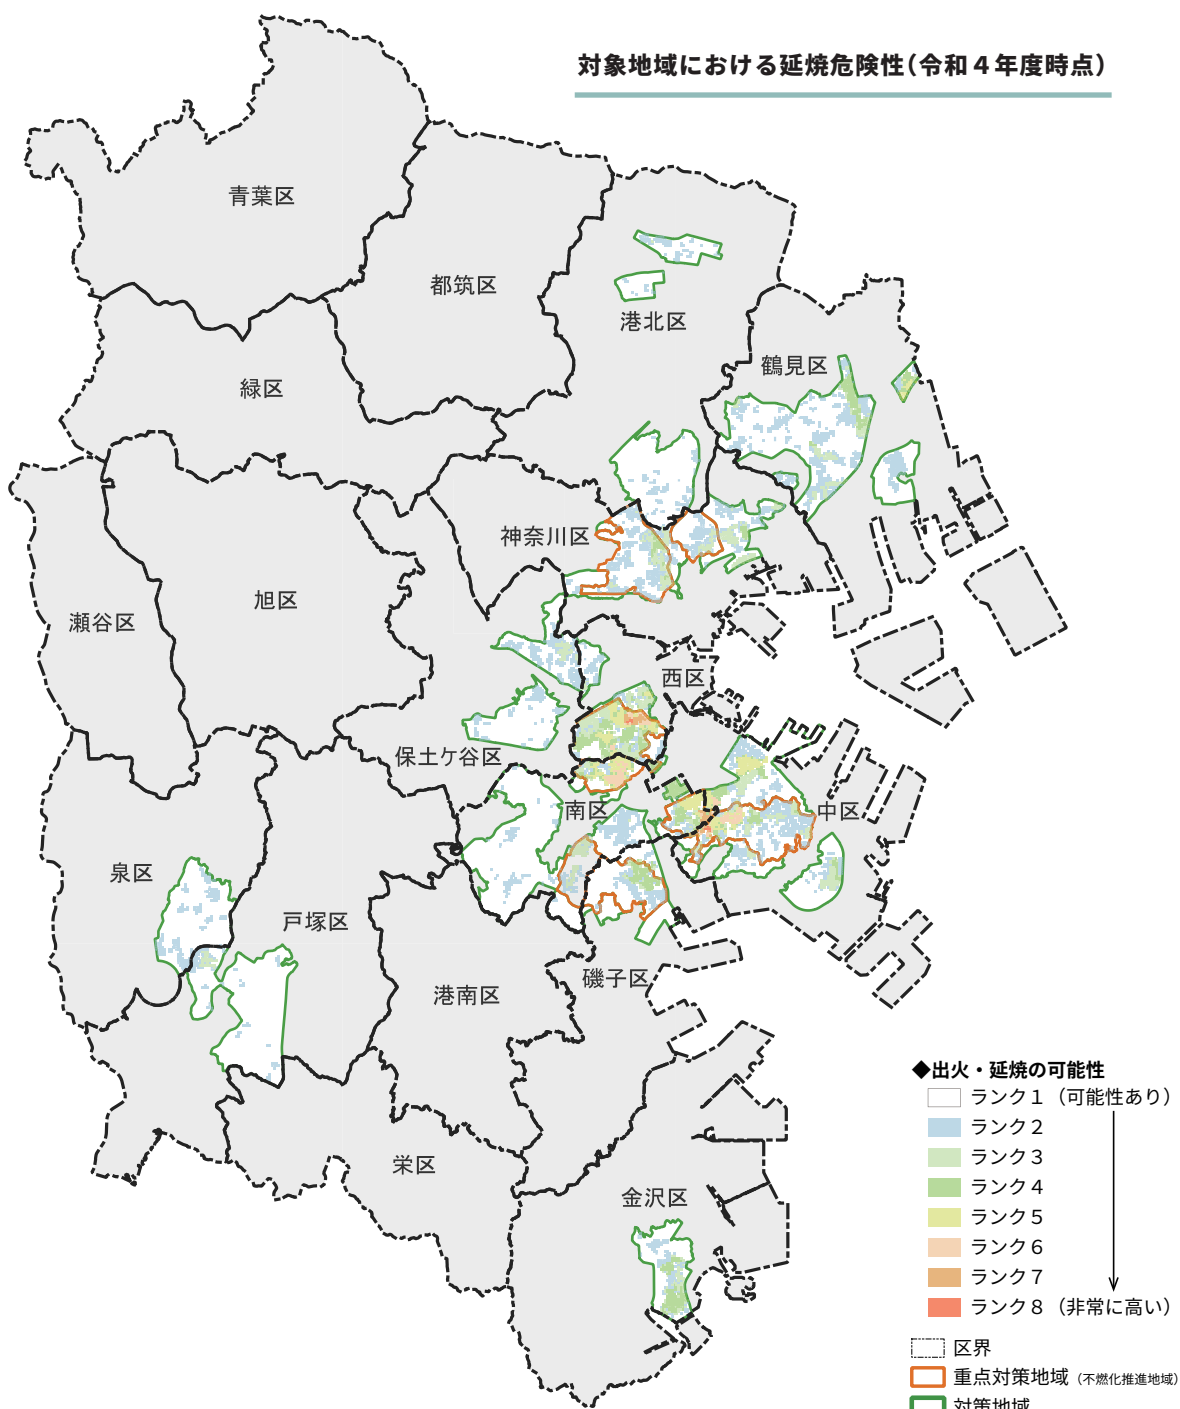 対象地域における延焼危険性（令和４年度時点）
青葉区
都筑区
港北区
鶴見区
緑区
神奈川区
旭区
瀬谷区
西区
保土ケ谷区
南区
中区
泉区
戸塚区
磯子区
港南区
栄区
金沢区
◆出火・延焼の可能性
ランク１（可能性あり）
ランク２
ランク３
ランク４
ランク５
ランク６
ランク７
ランク８（非常に高い）
区界
重点対策地域（不燃化推進地域）
対策地域